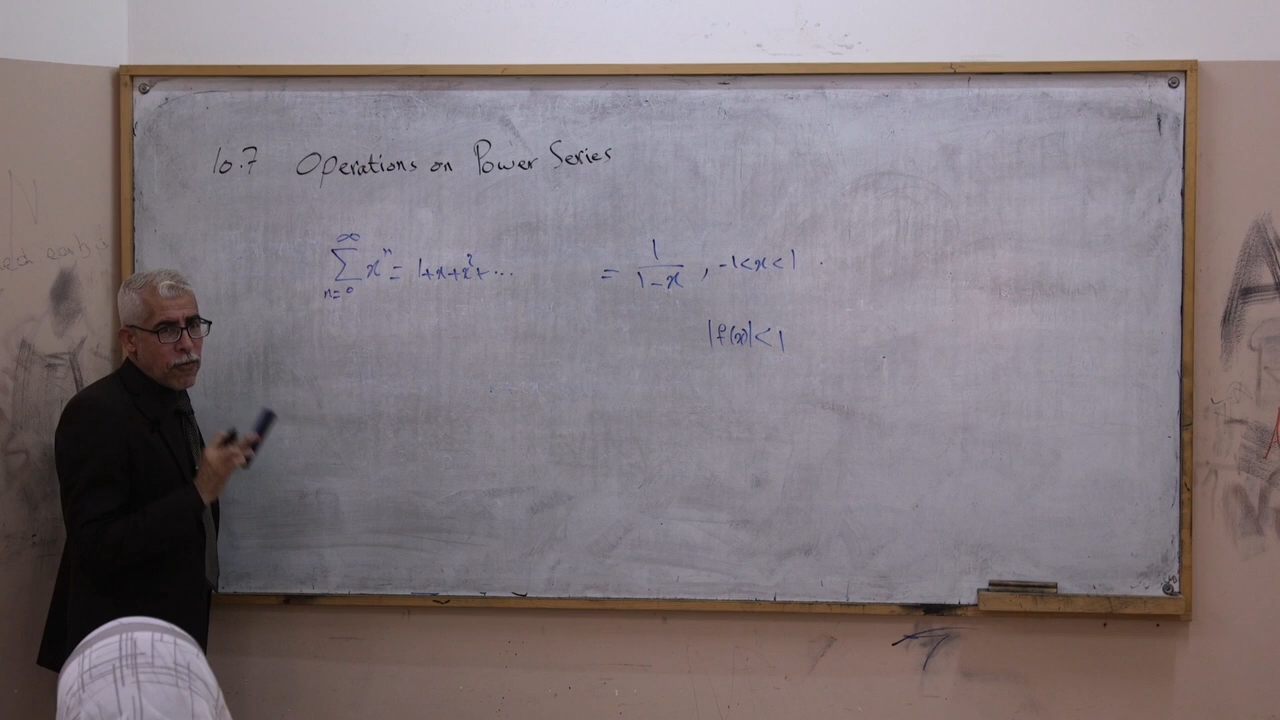 10.7 Operations on Power Series
∞
∑ xⁿ = 1+x+x²+... = 1/(1-x) , -1<x<1
n=0
|f(x)|<1